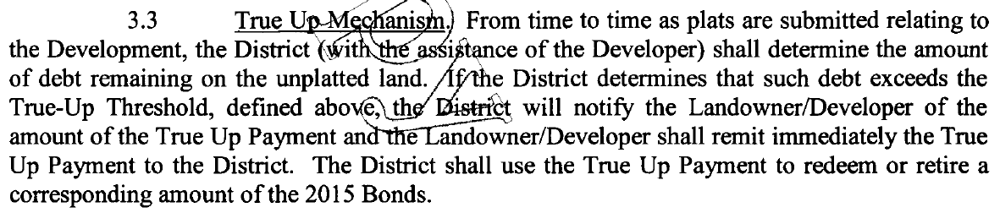 3.3 True Up Mechanism. From time to time as plats are submitted relating to
the Development, the District (with the assistance of the Developer) shall determine the amount
of debt remaining on the unplatted land. If the District determines that such debt exceeds the
True-Up Threshold, defined above, the District will notify the Landowner/Developer of the
amount of the True Up Payment and the Landowner/Developer shall remit immediately the True
Up Payment to the District. The District shall use the True Up Payment to redeem or retire a
corresponding amount of the 2015 Bonds.